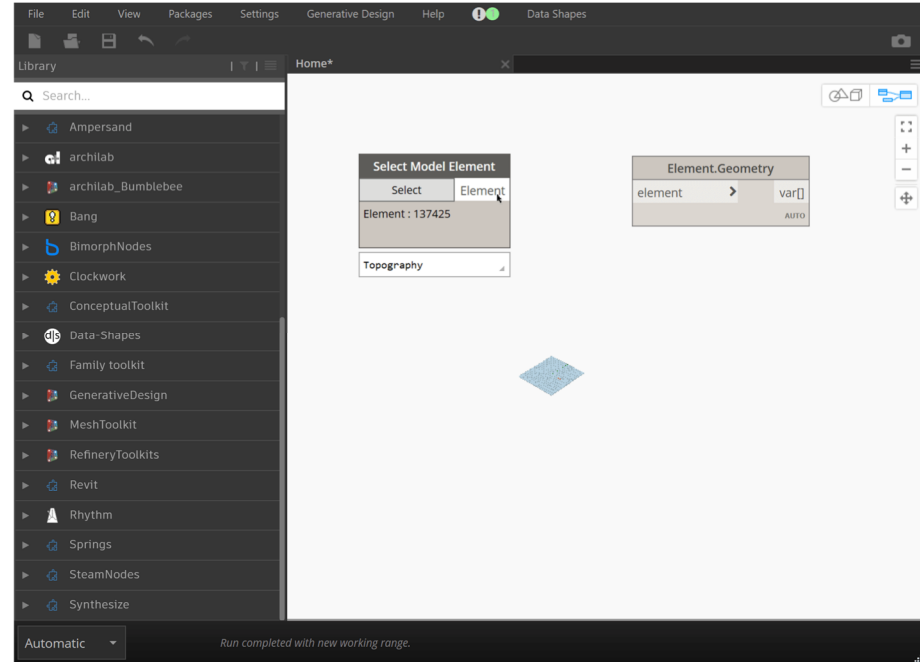 File Edit View Packages Settings Generative Design Help Data Shapes
Library
Home*
Search...
Ampersand
archilab
archilab_Bumblebee
Bang
BimorphNodes
Clockwork
ConceptualToolkit
d|s Data-Shapes
Family toolkit
GenerativeDesign
MeshToolkit
RefineryToolkits
Revit
Rhythm
Springs
SteamNodes
Synthesize
Select Model Element
Select Element
Element : 137425
Topography
Element.Geometry
element var[]
AUTO
Automatic
Run completed with new working range.